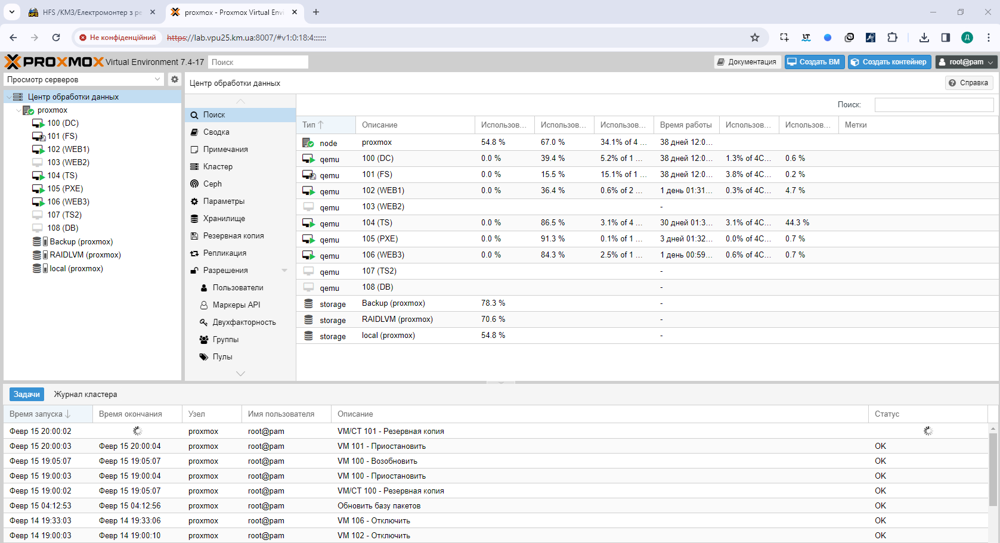 HFS /КМЗ/Електромонтер з ре
proxmox - Proxmox Virtual Envi
Не конфіденційний
https://lab.vpu25.km.ua:8007/#v1:0:18:4:::::::
Д
PROXMOX Virtual Environment 7.4-17
Поиск
Документация
Создать ВМ
Создать контейнер
root@pam
Просмотр серверов
Центр обработки данных
proxmox
100 (DC)
101 (FS)
102 (WEB1)
103 (WEB2)
104 (TS)
105 (PXE)
106 (WEB3)
107 (TS2)
108 (DB)
Backup (proxmox)
RAIDLVM (proxmox)
local (proxmox)
Центр обработки данных
Справка
Поиск
Сводка
Примечания
Кластер
Ceph
Параметры
Хранилище
Резервная копия
Репликация
Разрешения
Пользователи
Маркеры API
Двухфакторность
Группы
Пулы
Поиск:
Тип Описание Использов... Использов... Использов... Время работы Использов... Использов... Метки
node proxmox 54.8 % 67.0 % 34.1% of 4 ... 38 дней 12:0...
qemu 100 (DC) 0.0 % 39.4 % 5.2% of 1 ... 38 дней 12:0... 1.3% of 4C... 0.6 %
qemu 101 (FS) 0.0 % 15.5 % 15.1% of 1 ... 38 дней 12:0... 3.8% of 4C... 0.2 %
qemu 102 (WEB1) 0.0 % 36.4 % 0.6% of 2 ... 1 день 01:31... 0.3% of 4C... 4.7 %
qemu 103 (WEB2) -
qemu 104 (TS) 0.0 % 86.5 % 3.1% of 4 ... 30 дней 01:3... 3.1% of 4C... 44.3 %
qemu 105 (PXE) 0.0 % 91.3 % 0.1% of 1 ... 3 дней 01:32... 0.0% of 4C... 0.7 %
qemu 106 (WEB3) 0.0 % 84.3 % 2.5% of 1 ... 1 день 00:59... 0.6% of 4C... 0.7 %
qemu 107 (TS2) -
qemu 108 (DB) -
storage Backup (proxmox) 78.3 % -
storage RAIDLVM (proxmox) 70.6 % -
storage local (proxmox) 54.8 % -
Задачи Журнал кластера
Время запуска Время окончания Узел Имя пользователя Описание Статус
Февр 15 20:00:02 proxmox root@pam VM/CT 101 - Резервная копия
Февр 15 20:00:03 Февр 15 20:00:04 proxmox root@pam VM 101 - Приостановить OK
Февр 15 19:05:07 Февр 15 19:05:07 proxmox root@pam VM 100 - Возобновить OK
Февр 15 19:00:03 Февр 15 19:00:04 proxmox root@pam VM 100 - Приостановить OK
Февр 15 19:00:02 Февр 15 19:05:07 proxmox root@pam VM/CT 100 - Резервная копия OK
Февр 15 04:12:53 Февр 15 04:12:56 proxmox root@pam Обновить базу пакетов OK
Февр 14 19:33:03 Февр 14 19:33:06 proxmox root@pam VM 106 - Отключить OK
Февр 14 19:00:03 Февр 14 19:00:10 proxmox root@pam VM 102 - Отключить OK